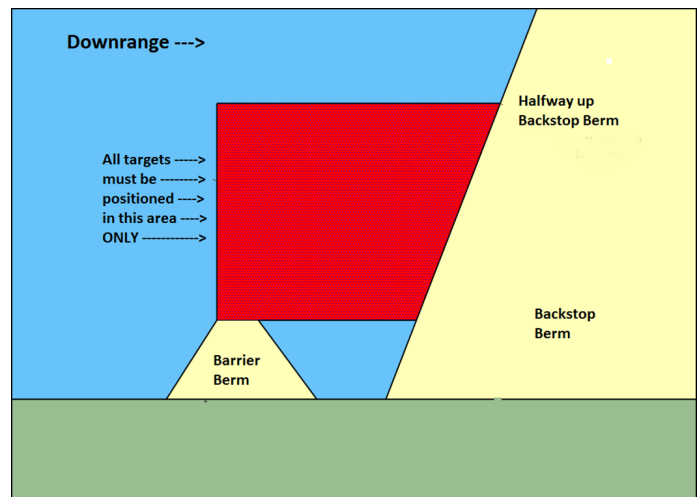 Downrange --->
Halfway up
Backstop Berm
All targets ----->
must be -------->
positioned ---->
in this area ---->
ONLY ------------>
Backstop
Berm
Barrier
Berm